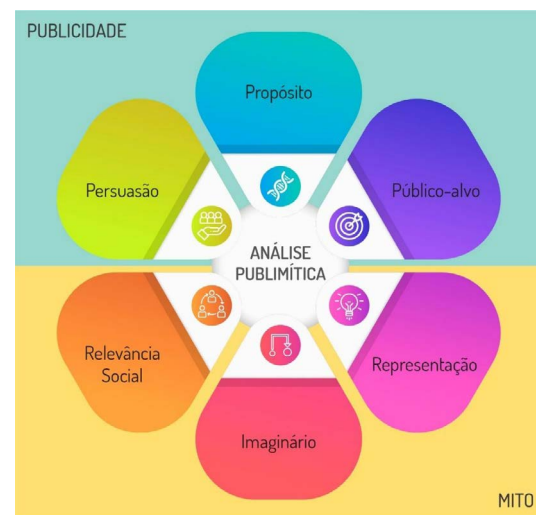 PUBLICIDADE
Propósito
Persuasão
Público-alvo
ANÁLISE
PUBLIMÍTICA
Relevância
Social
Representação
Imaginário
MITO